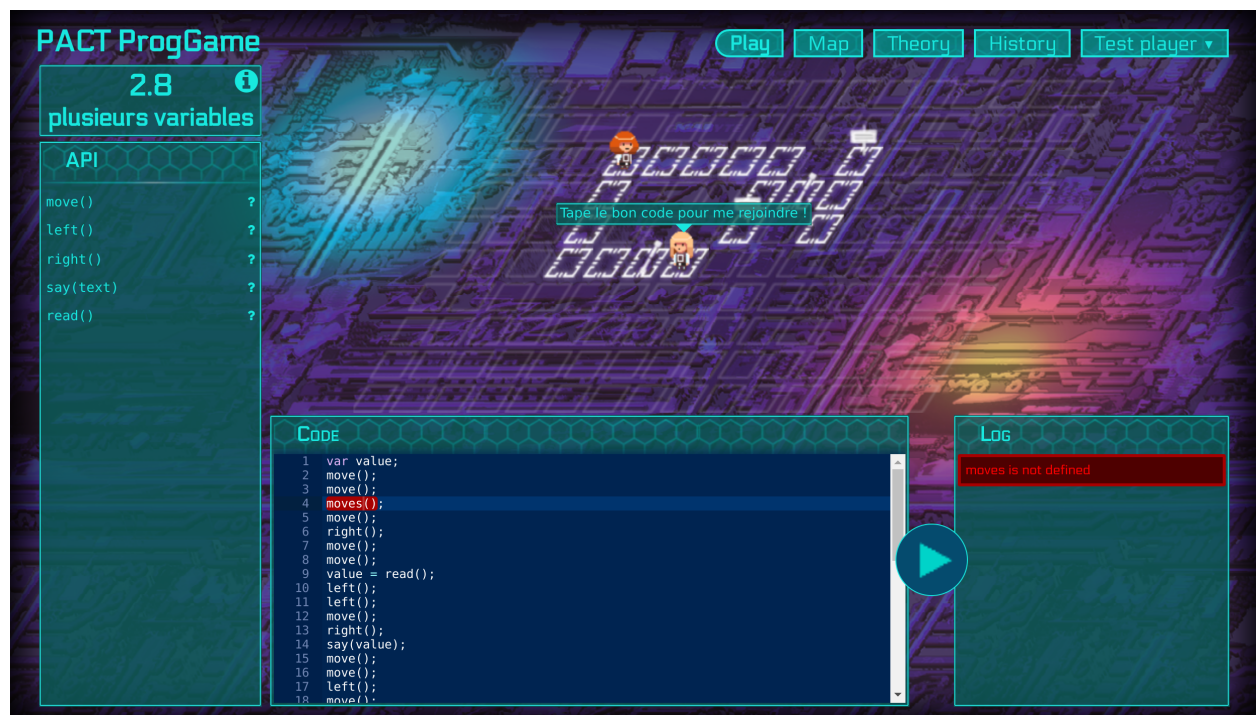 PACT ProgGame
Play
Map
Theory
History
Test player ▾
2.8
plusieurs variables
API
move() ?
left() ?
right() ?
say(text) ?
read() ?
Tape le bon code pour me rejoindre !
Code
1 var value;
2 move();
3 move();
4 moves();
5 move();
6 right();
7 move();
8 move();
9 value = read();
10 left();
11 left();
12 move();
13 right();
14 say(value);
15 move();
16 move();
17 left();
18 move();
Log
moves is not defined